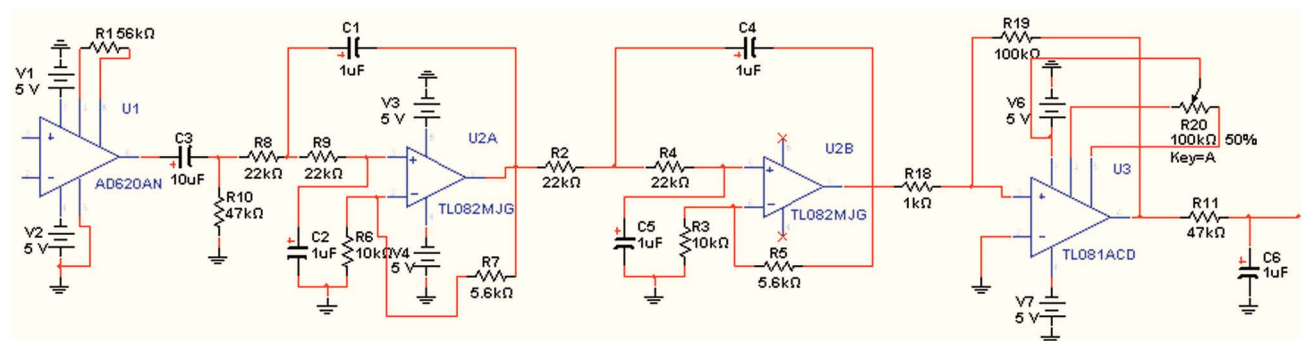 V1
5 V
R1
56kΩ
U1
AD620AN
V2
5 V
C3
10uF
R10
47kΩ
R8
22kΩ
R9
22kΩ
C1
1uF
C2
1uF
R6
10kΩ
V3
5 V
U2A
TL082MJG
V4
5 V
R7
5.6kΩ
R2
22kΩ
C4
1uF
R4
22kΩ
C5
1uF
R3
10kΩ
U2B
TL082MJG
R5
5.6kΩ
R18
1kΩ
R19
100kΩ
V6
5 V
R20
100kΩ
Key=A
50%
U3
TL081ACD
V7
5 V
R11
47kΩ
C6
1uF